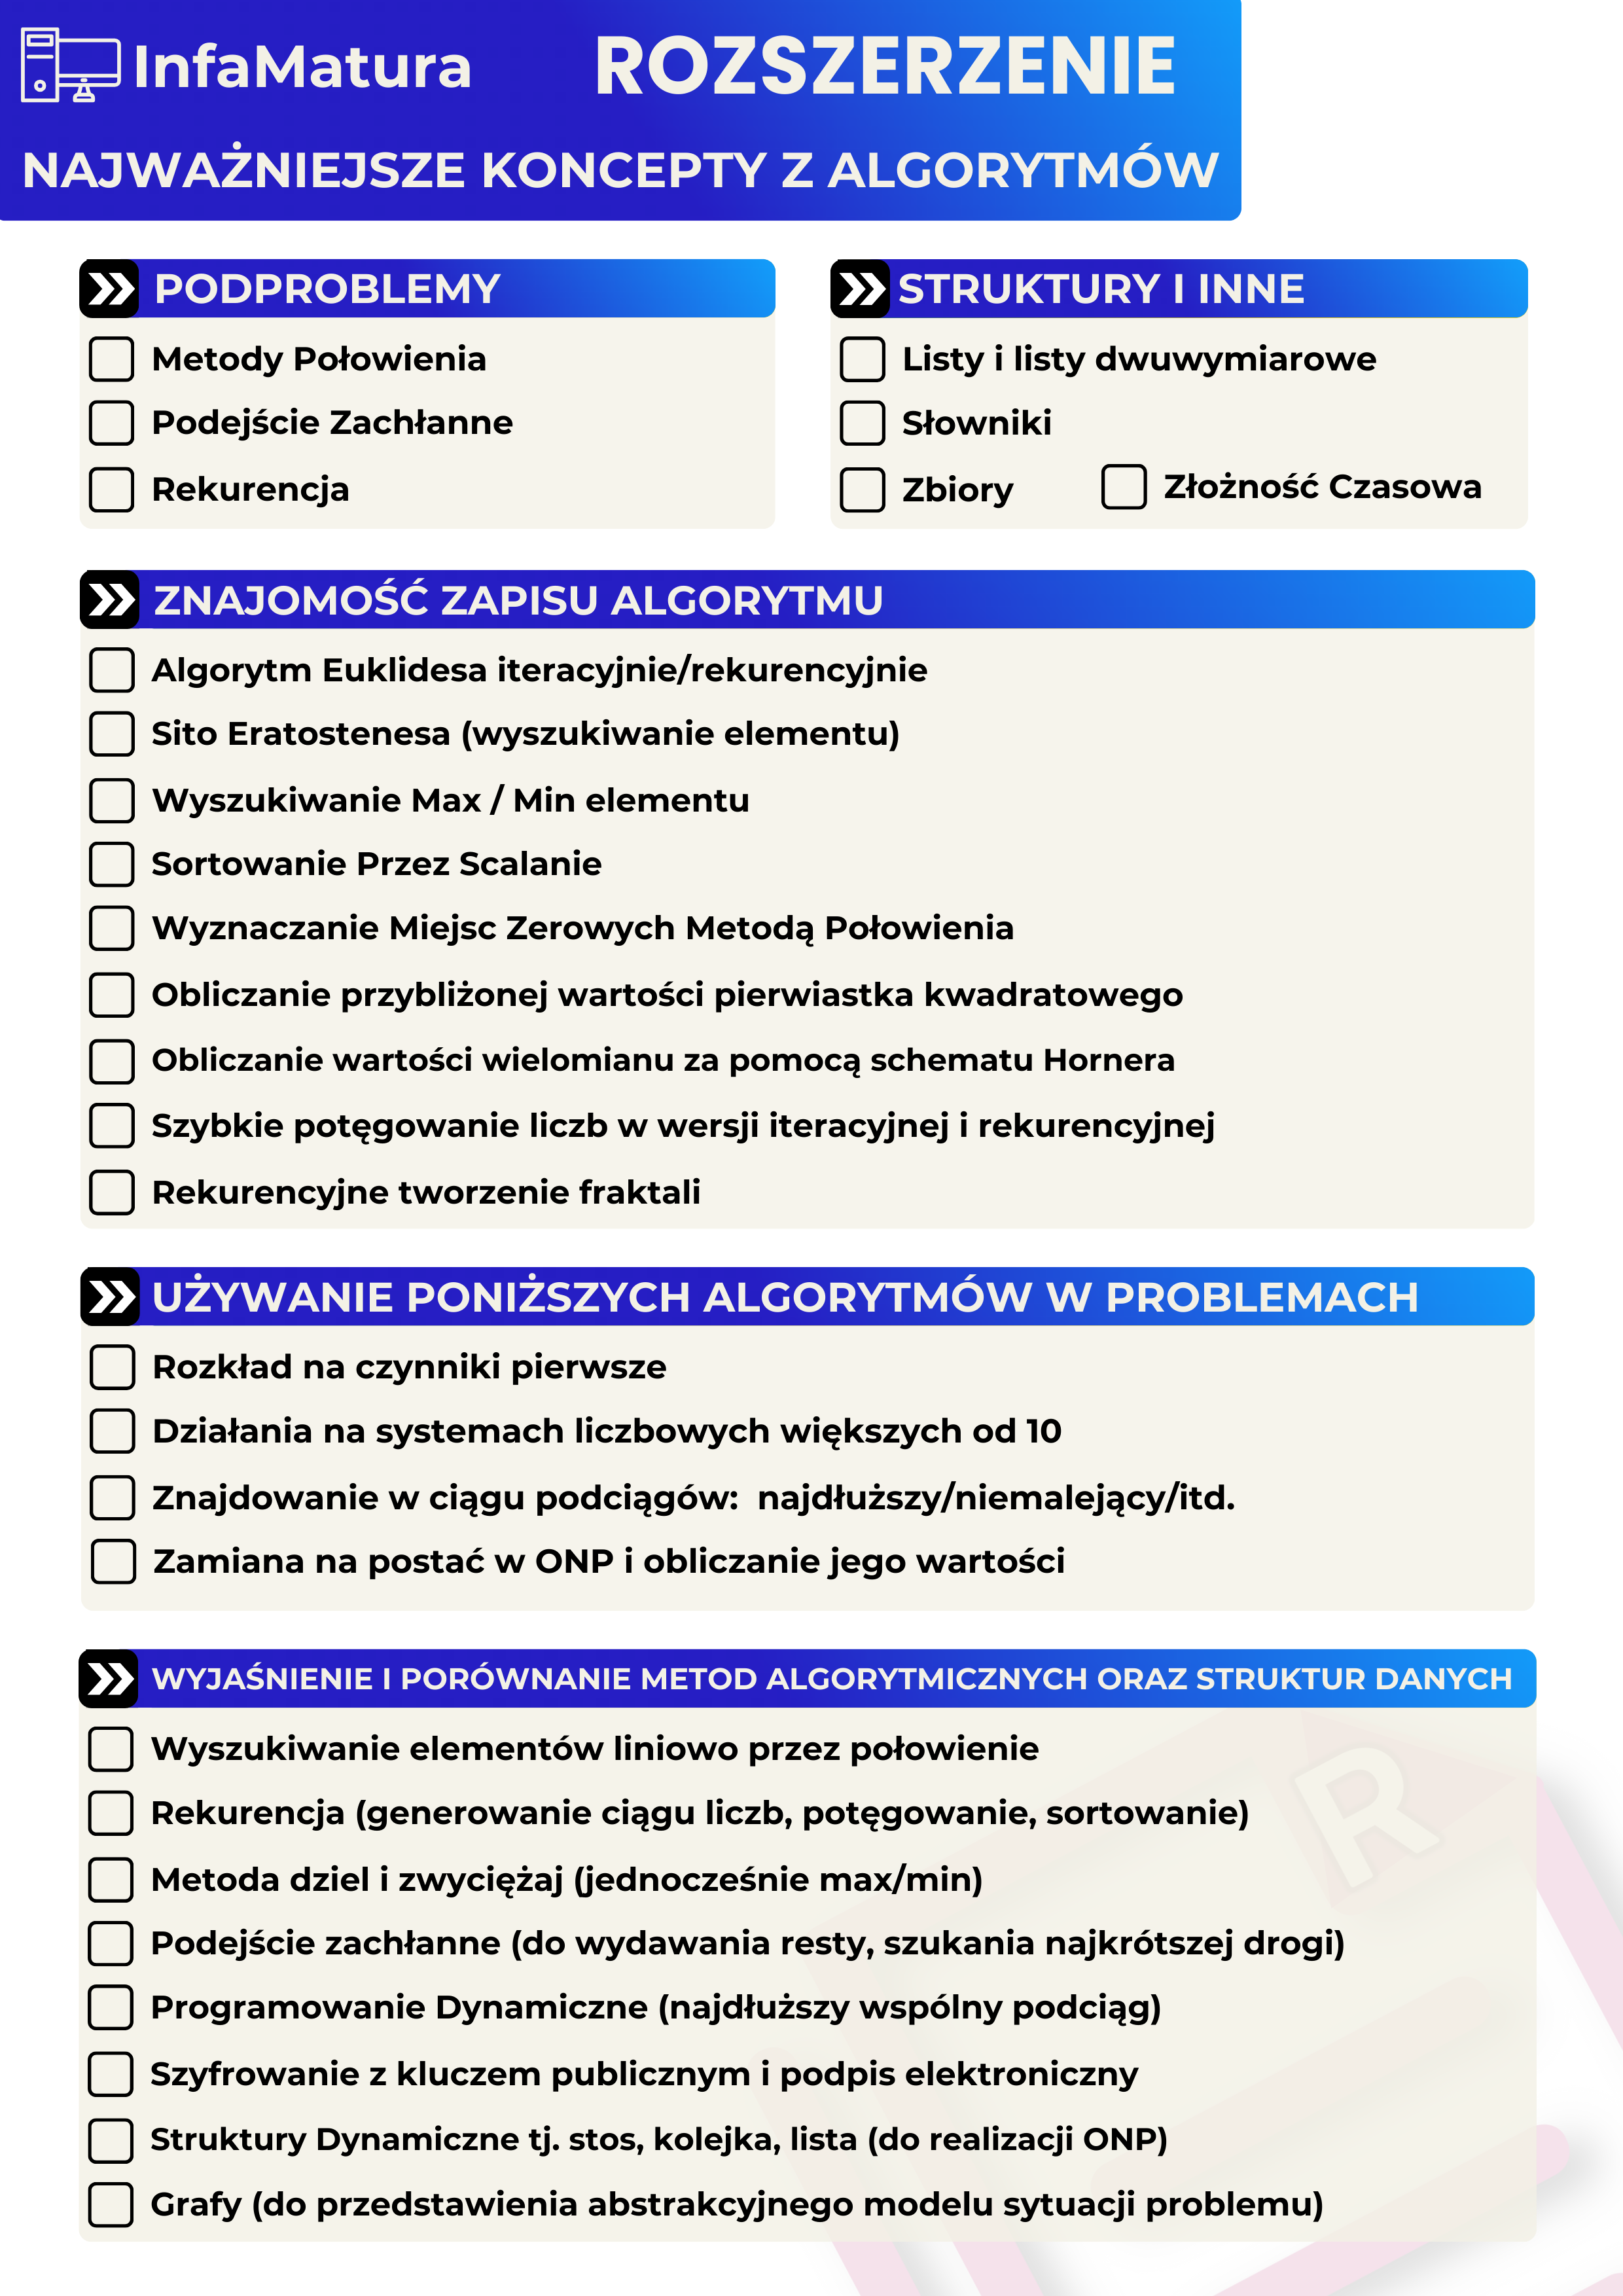 InfaMatura
ROZSZERZENIE
NAJWAŻNIEJSZE KONCEPTY Z ALGORYTMÓW
PODPROBLEMY
Metody Połowienia
Podejście Zachłanne
Rekurencja
STRUKTURY I INNE
Listy i listy dwuwymiarowe
Słowniki
Zbiory
Złożność Czasowa
ZNAJOMOŚĆ ZAPISU ALGORYTMU
Algorytm Euklidesa iteracyjnie/rekurencyjnie
Sito Eratostenesa (wyszukiwanie elementu)
Wyszukiwanie Max / Min elementu
Sortowanie Przez Scalanie
Wyznaczanie Miejsc Zerowych Metodą Połowienia
Obliczanie przybliżonej wartości pierwiastka kwadratowego
Obliczanie wartości wielomianu za pomocą schematu Hornera
Szybkie potęgowanie liczb w wersji iteracyjnej i rekurencyjnej
Rekurencyjne tworzenie fraktali
UŻYWANIE PONIŻSZYCH ALGORYTMÓW W PROBLEMACH
Rozkład na czynniki pierwsze
Działania na systemach liczbowych większych od 10
Znajdowanie w ciągu podciągów: najdłuższy/niemalejący/itd.
Zamiana na postać w ONP i obliczanie jego wartości
WYJAŚNIENIE I PORÓWNANIE METOD ALGORYTMICZNYCH ORAZ STRUKTUR DANYCH
Wyszukiwanie elementów liniowo przez połowienie
Rekurencja (generowanie ciągu liczb, potęgowanie, sortowanie)
Metoda dziel i zwyciężaj (jednocześnie max/min)
Podejście zachłanne (do wydawania resty, szukania najkrótszej drogi)
Programowanie Dynamiczne (najdłuższy wspólny podciąg)
Szyfrowanie z kluczem publicznym i podpis elektroniczny
Struktury Dynamiczne tj. stos, kolejka, lista (do realizacji ONP)
Grafy (do przedstawienia abstrakcyjnego modelu sytuacji problemu)
R